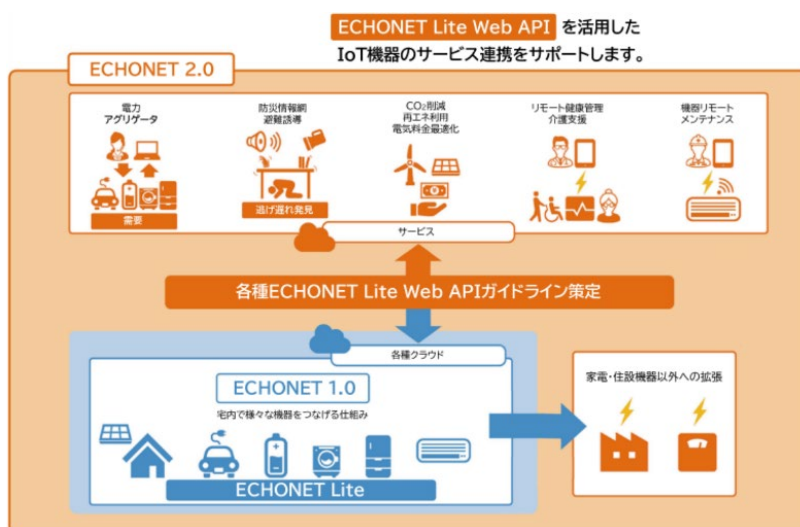 ECHONET Lite Web API を活用した
IoT機器のサービス連携をサポートします。
ECHONET 2.0
電力
アグリゲータ
需要
防災情報網
避難誘導
逃げ遅れ発見
CO₂削減
再エネ利用
電気料金最適化
リモート健康管理
介護支援
機器リモート
メンテナンス
サービス
各種ECHONET Lite Web APIガイドライン策定
各種クラウド
ECHONET 1.0
宅内で様々な機器をつなげる仕組み
ECHONET Lite
家電・住設機器以外への拡張